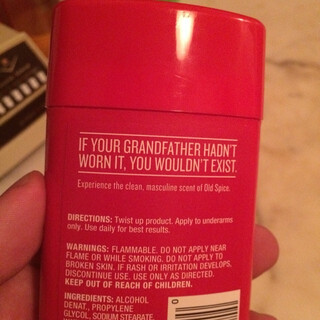 IF YOUR GRANDFATHER HADN'T
WORN IT, YOU WOULDN'T EXIST.
Experience the clean, masculine scent of Old Spice.
DIRECTIONS: Twist up product. Apply to underarms
only. Use daily for best results.
WARNINGS: FLAMMABLE. DO NOT APPLY NEAR
FLAME OR WHILE SMOKING. DO NOT APPLY TO
BROKEN SKIN. IF RASH OR IRRITATION DEVELOPS,
DISCONTINUE USE. USE ONLY AS DIRECTED.
KEEP OUT OF REACH OF CHILDREN.
INGREDIENTS: ALCOHOL
DENAT., PROPYLENE
GLYCOL, SODIUM STEARATE,
0